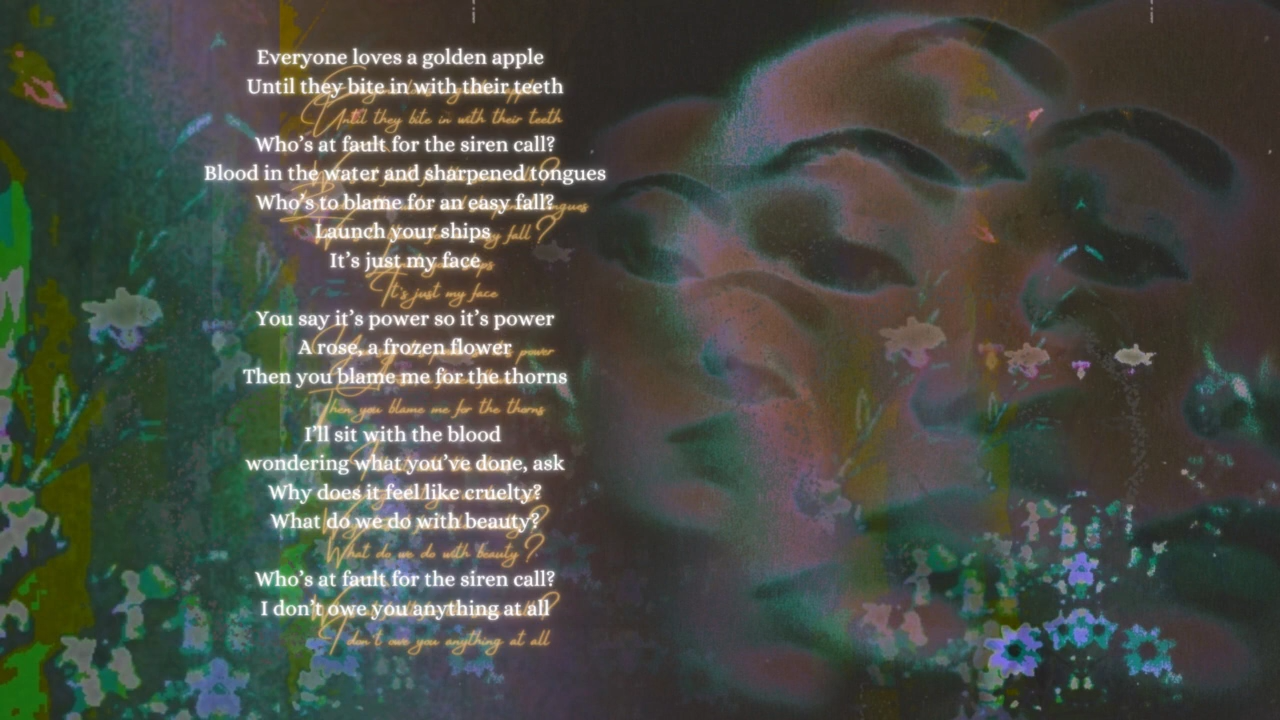 Everyone loves a golden apple
Until they bite in with their teeth
Until they bite in with their teeth
Who's at fault for the siren call?
Blood in the water and sharpened tongues
Who's to blame for an easy fall?
Launch your ships
It's just my face
It's just my face
You say it's power so it's power
A rose, a frozen flower
Then you blame me for the thorns
Then you blame me for the thorns
I'll sit with the blood
wondering what you've done, ask
Why does it feel like cruelty?
What do we do with beauty?
What do we do with beauty?
Who's at fault for the siren call?
I don't owe you anything at all
I don't owe you anything at all